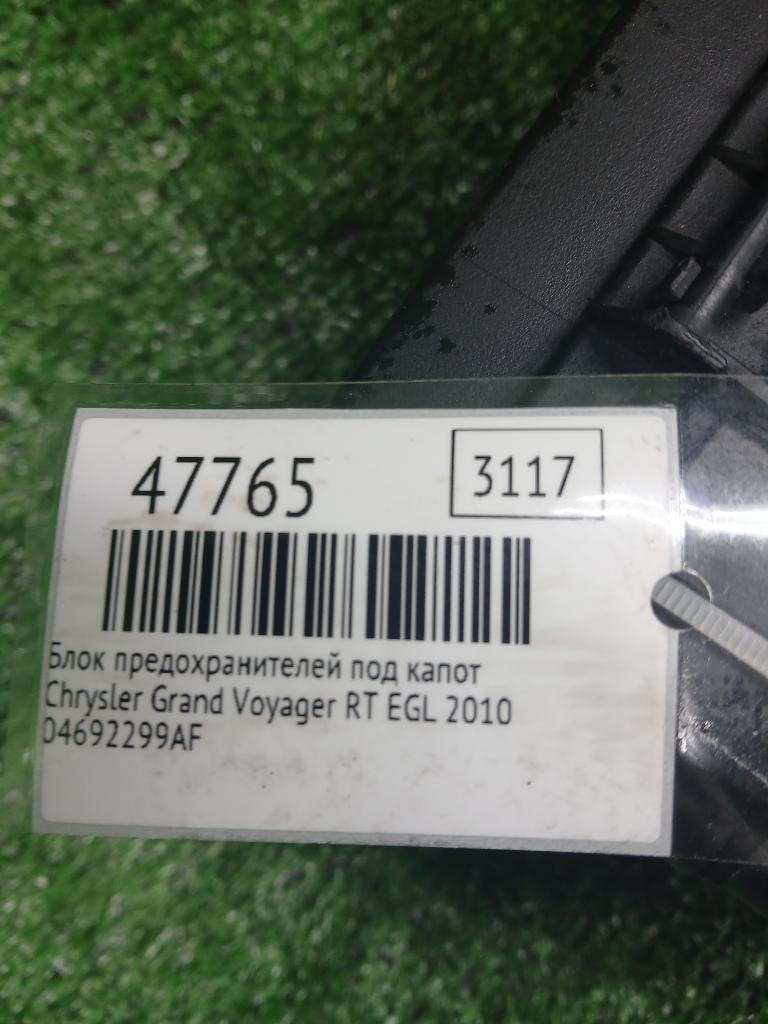 47765
3117
Блок предохранителей под капот
Chrysler Grand Voyager RT EGL 2010
04692299AF